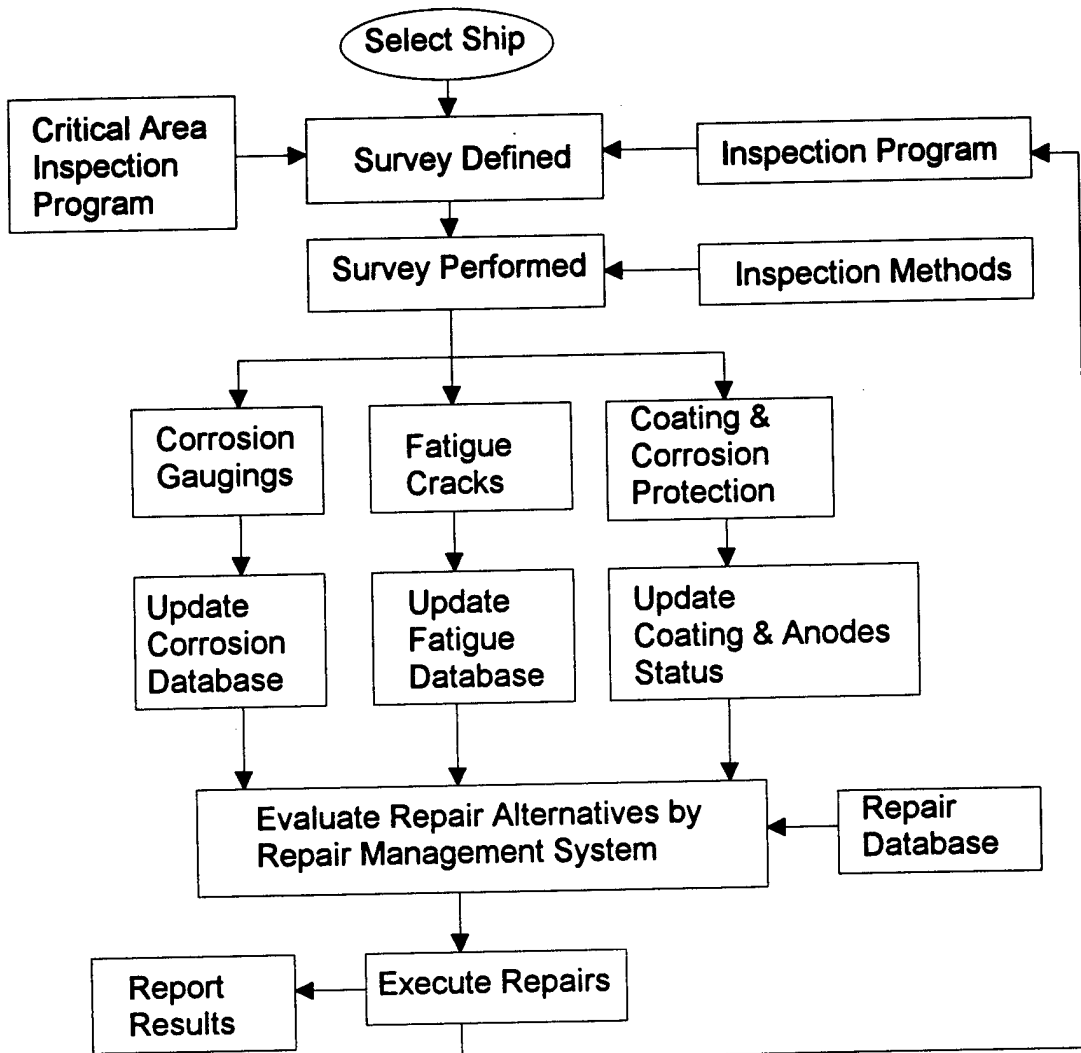 Select Ship
Critical Area
Inspection
Program
Survey Defined
Inspection Program
Survey Performed
Inspection Methods
Corrosion
Gaugings
Fatigue
Cracks
Coating &
Corrosion
Protection
Update
Corrosion
Database
Update
Fatigue
Database
Update
Coating & Anodes
Status
Evaluate Repair Alternatives by
Repair Management System
Repair
Database
Report
Results
Execute Repairs